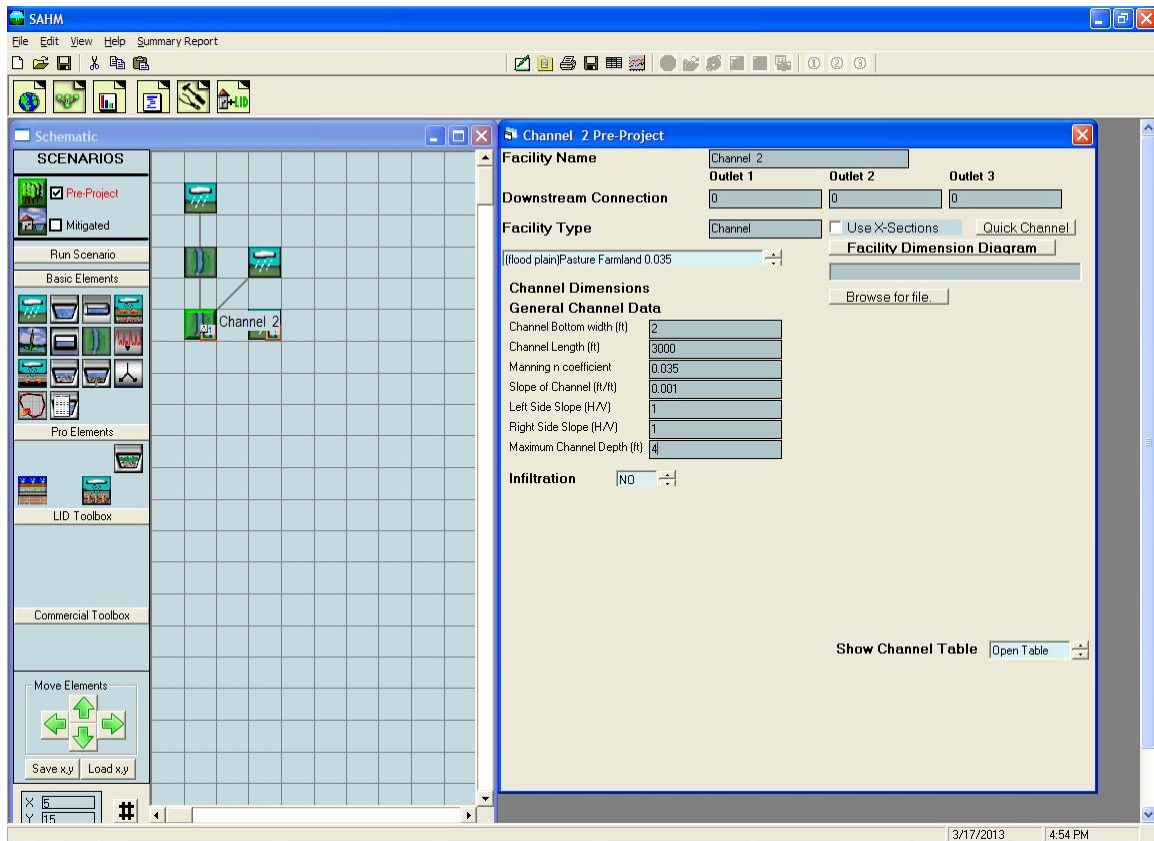 SAHM
File Edit View Help Summary Report
Schematic
SCENARIOS
Pre-Project
Mitigated
Run Scenario
Basic Elements
Pro Elements
LID Toolbox
Commercial Toolbox
Move Elements
Save x,y Load x,y
X 5
Y 15
#
+LID
Channel 2
Channel 2 Pre-Project
Facility Name Channel 2
Outlet 1 Outlet 2 Outlet 3
Downstream Connection 0 0 0
Facility Type Channel Use X-Sections Quick Channel
(flood plain)Pasture Farmland 0.035 Facility Dimension Diagram
Browse for file.
Channel Dimensions
General Channel Data
Channel Bottom width (ft) 2
Channel Length (ft) 3000
Manning n coefficient 0.035
Slope of Channel (ft/ft) 0.001
Left Side Slope (H/V) 1
Right Side Slope (H/V) 1
Maximum Channel Depth (ft) 4
Infiltration NO
Show Channel Table Open Table
3/17/2013 4:54 PM